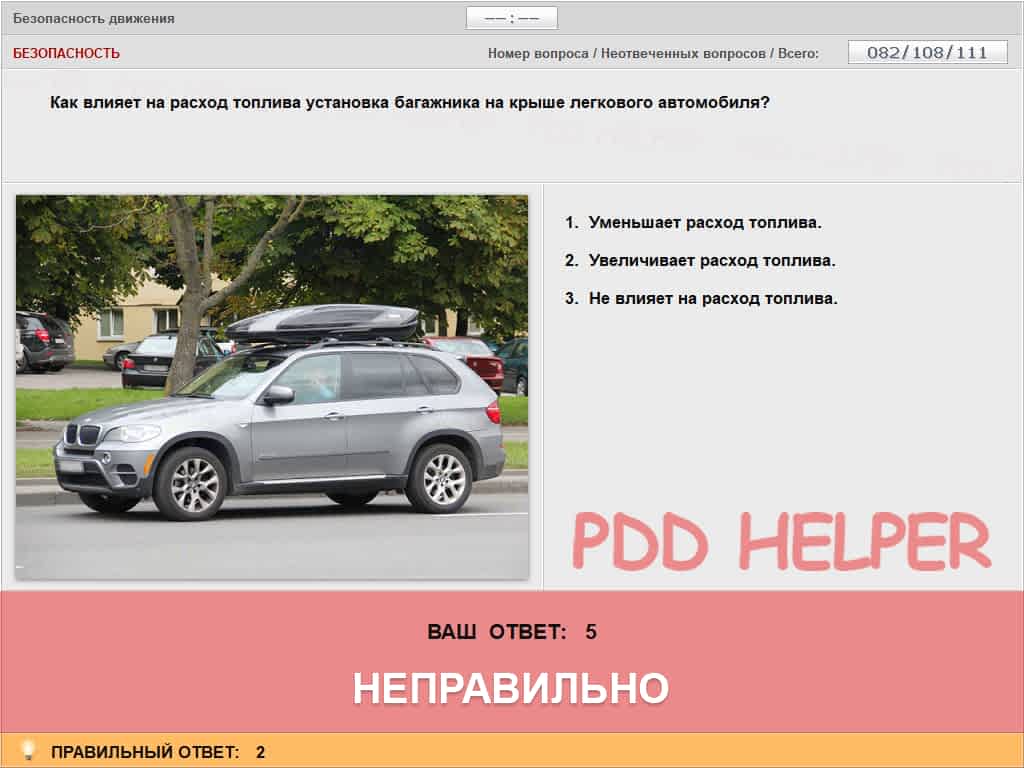 Безопасность движения
—— : ——
БЕЗОПАСНОСТЬ
Номер вопроса / Неотвеченных вопросов / Всего:
082/108/111
Как влияет на расход топлива установка багажника на крыше легкового автомобиля?
1. Уменьшает расход топлива.
2. Увеличивает расход топлива.
3. Не влияет на расход топлива.
PDD HELPER
ВАШ ОТВЕТ: 5
НЕПРАВИЛЬНО
ПРАВИЛЬНЫЙ ОТВЕТ: 2